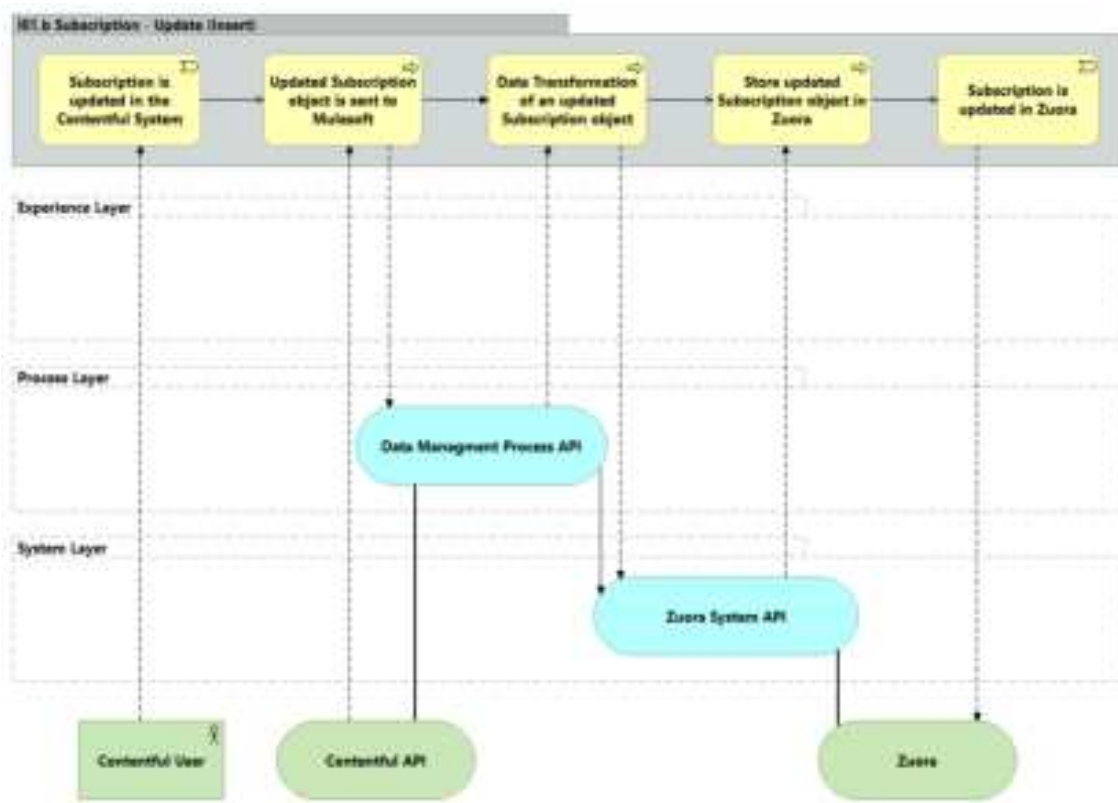 I01.b Subscription - Update (Insert)
Subscription is
updated in the
Contentful System
Updated Subscription
object is sent to
Mulesoft
Data Transformation
of an updated
Subscription object
Store updated
Subscription object in
Zuora
Subscription is
updated in Zuora
Experience Layer
Process Layer
Data Managment Process API
System Layer
Zuora System API
Contentful User
Contentful API
Zuora